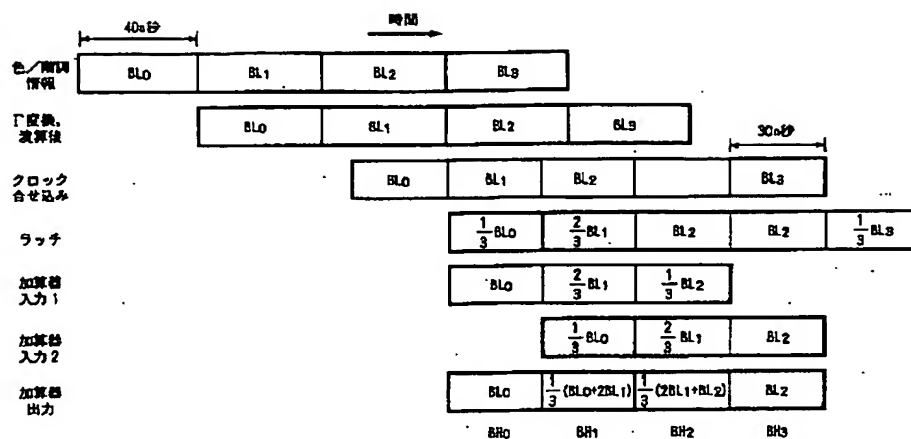 時間
40n秒
色/階調
情報
BL0 BL1 BL2 BL3
Γ変換,
演算後
BL0 BL1 BL2 BL3
30n秒
クロック
合せ込み
BL0 BL1 BL2 BL3
...
ラッチ
1/3 BL0 2/3 BL1 BL2 BL2 1/3 BL3
加算器
入力1
BL0 2/3 BL1 1/3 BL2
加算器
入力2
1/3 BL0 2/3 BL1 BL2
加算器
出力
BL0 1/3 (BL0+2BL1) 1/3 (2BL1+BL2) BL2
BH0 BH1 BH2 BH3